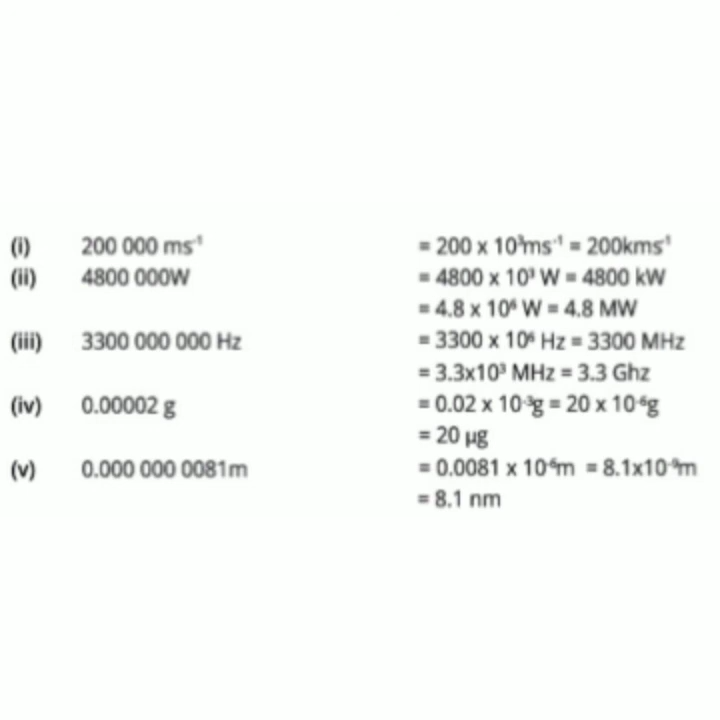 (i) 200 000 ms⁻¹ = 200 x 10³ms⁻¹ = 200kms⁻¹
(ii) 4800 000W = 4800 x 10³ W = 4800 kW
= 4.8 x 10⁶ W = 4.8 MW
(iii) 3300 000 000 Hz = 3300 x 10⁶ Hz = 3300 MHz
= 3.3x10³ MHz = 3.3 Ghz
(iv) 0.00002 g = 0.02 x 10⁻³g = 20 x 10⁻⁶g
= 20 µg
(v) 0.000 000 0081m = 0.0081 x 10⁻⁶m = 8.1x10⁻⁹m
= 8.1 nm